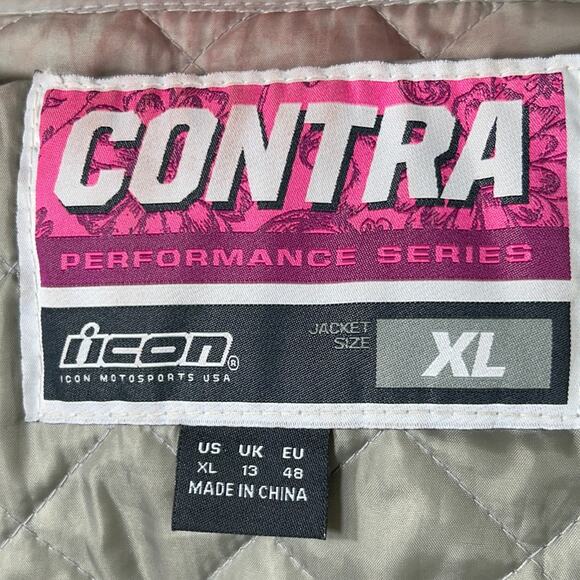 CONTRA
PERFORMANCE SERIES
icon®
ICON MOTOSPORTS USA
JACKET
SIZE
XL
US UK EU
XL 13 48
MADE IN CHINA